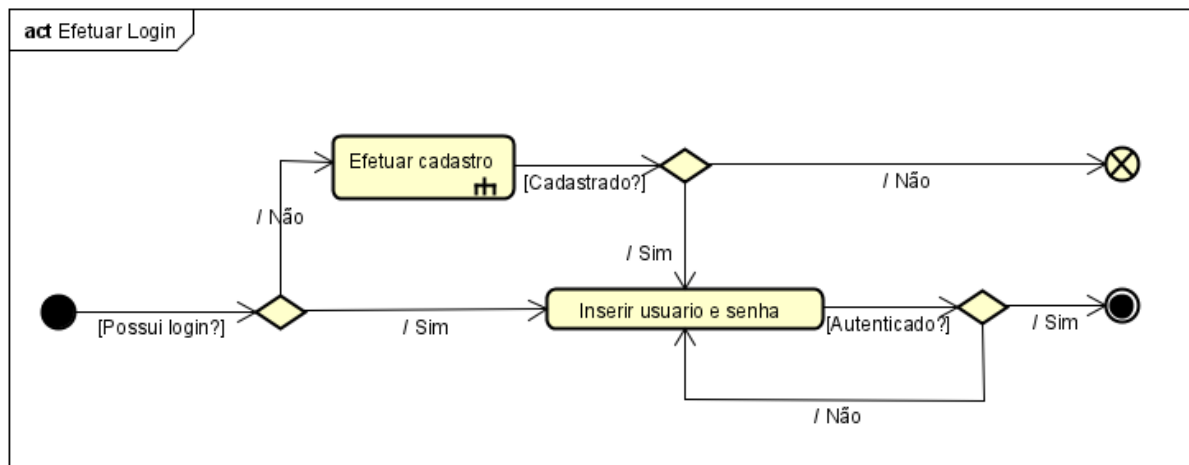 act Efetuar Login
Efetuar cadastro
[Cadastrado?]
/ Não
/ Não
/ Sim
[Possui login?]
/ Sim
Inserir usuario e senha
[Autenticado?]
/ Sim
/ Não